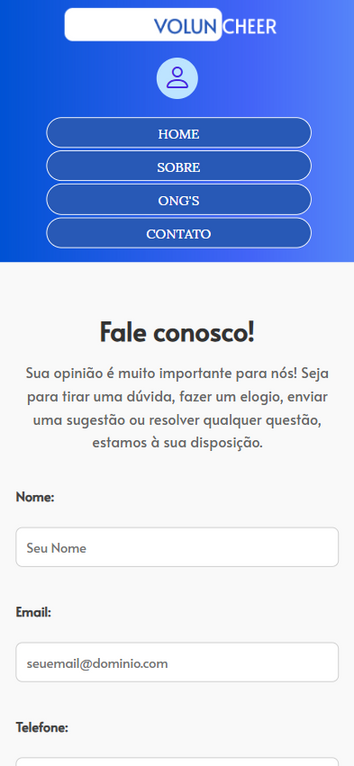 VOLUNCHEER
HOME
SOBRE
ONG'S
CONTATO
Fale conosco!
Sua opinião é muito importante para nós! Seja
para tirar uma dúvida, fazer um elogio, enviar
uma sugestão ou resolver qualquer questão,
estamos à sua disposição.
Nome:
Seu Nome
Email:
seuemail@dominio.com
Telefone: